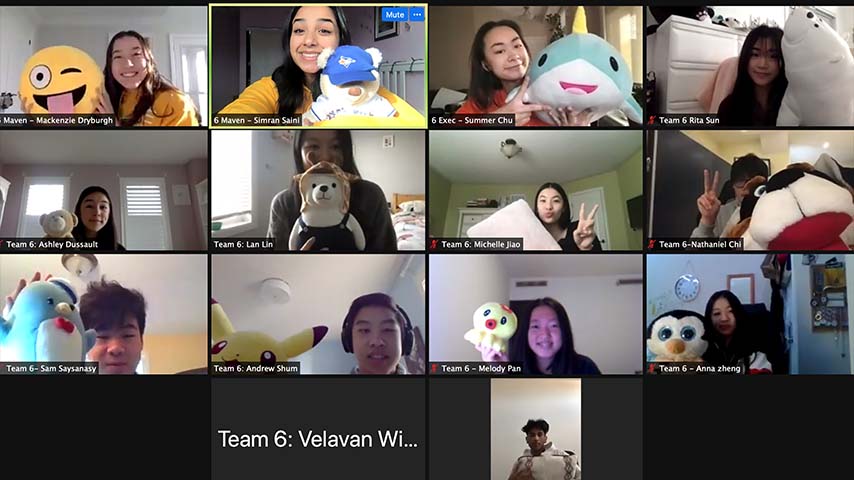 Mute ...
6 Maven - Mackenzie Dryburgh
6 Maven - Simran Saini
6 Exec - Summer Chu
Team 6 Rita Sun
Team 6: Ashley Dussault
Team 6: Lan Lin
Team 6: Michelle Jiao
Team 6-Nathaniel Chi
Team 6- Sam Saysanasy
Team 6: Andrew Shum
Team 6 - Melody Pan
Team 6 - Anna zheng
Team 6: Velavan Wi...